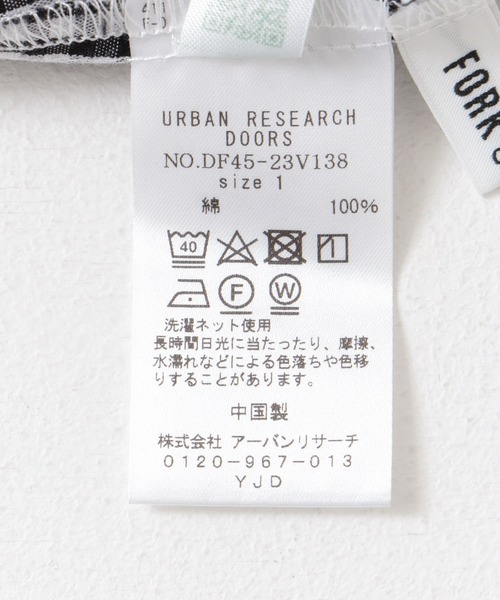 URBAN RESEARCH
DOORS
NO.DF45-23V138
size 1
綿 100%
40
F W
洗濯ネット使用
長時間日光に当たったり、摩擦、
水濡れなどによる色落ちや色移
りすることがあります。
中国製
株式会社 アーバンリサーチ
0120-967-013
YJD
FORK